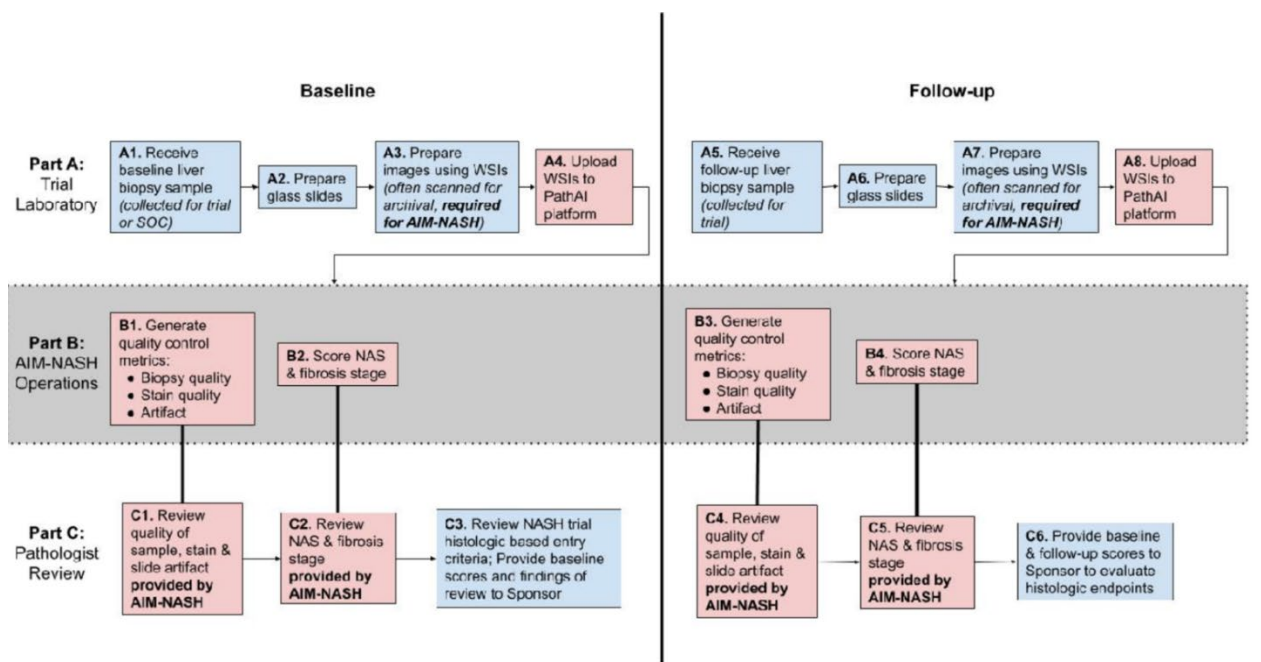 Baseline
Follow-up
Part A:
Trial
Laboratory
A1. Receive
baseline liver
biopsy sample
(collected for trial
or SOC)
A2. Prepare
glass slides
A3. Prepare
images using WSIs
(often scanned for
archival, required
for AIM-NASH)
A4. Upload
WSIs to
PathAI
platform
A5. Receive
follow-up liver
biopsy sample
(collected for
trial)
A6. Prepare
glass slides
A7. Prepare
images using WSIs
(often scanned for
archival, required
for AIM-NASH)
A8. Upload
WSIs to
PathAI
platform
Part B:
AIM-NASH
Operations
B1. Generate
quality control
metrics:
● Biopsy quality
● Stain quality
● Artifact
B2. Score NAS
& fibrosis stage
B3. Generate
quality control
metrics:
● Biopsy quality
● Stain quality
● Artifact
B4. Score NAS
& fibrosis stage
Part C:
Pathologist
Review
C1. Review
quality of
sample, stain &
slide artifact
provided by
AIM-NASH
C2. Review
NAS & fibrosis
stage
provided by
AIM-NASH
C3. Review NASH trial
histologic based entry
criteria; Provide baseline
scores and findings of
review to Sponsor
C4. Review
quality of
sample, stain &
slide artifact
provided by
AIM-NASH
C5. Review
NAS & fibrosis
stage
provided by
AIM-NASH
C6. Provide baseline
& follow-up scores to
Sponsor to evaluate
histologic endpoints